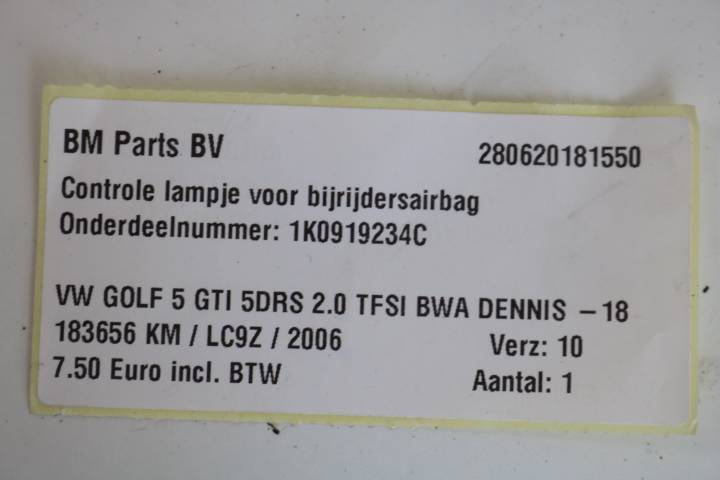 BM Parts BV 280620181550
Controle lampje voor bijrijdersairbag
Onderdeelnummer: 1K0919234C
VW GOLF 5 GTI 5DRS 2.0 TFSI BWA DENNIS -18
183656 KM / LC9Z / 2006 Verz: 10
7.50 Euro incl. BTW Aantal: 1